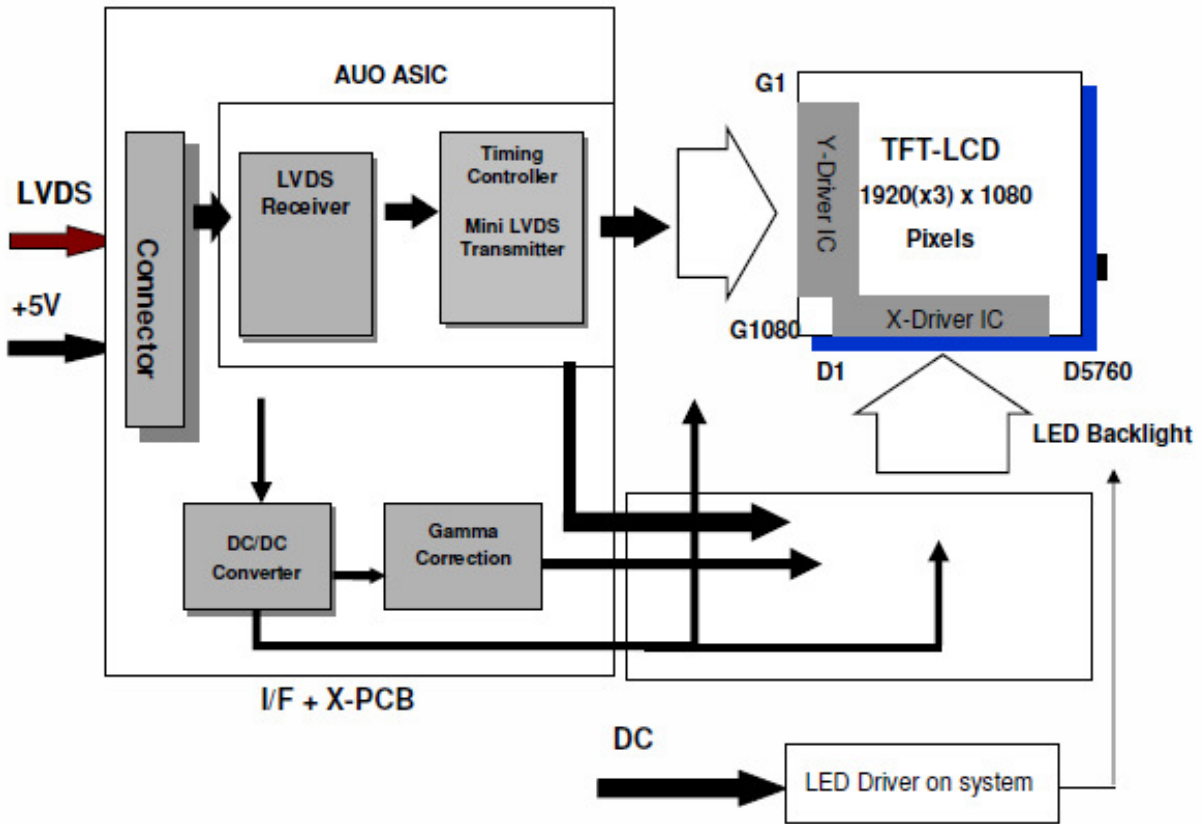 AUO ASIC
G1
TFT-LCD
1920(x3) x 1080
Pixels
Y-Driver IC
X-Driver IC
G1080
D1
D5760
LVDS
+5V
Connector
LVDS
Receiver
Timing
Controller
Mini LVDS
Transmitter
LED Backlight
DC/DC
Converter
Gamma
Correction
I/F + X-PCB
DC
LED Driver on system